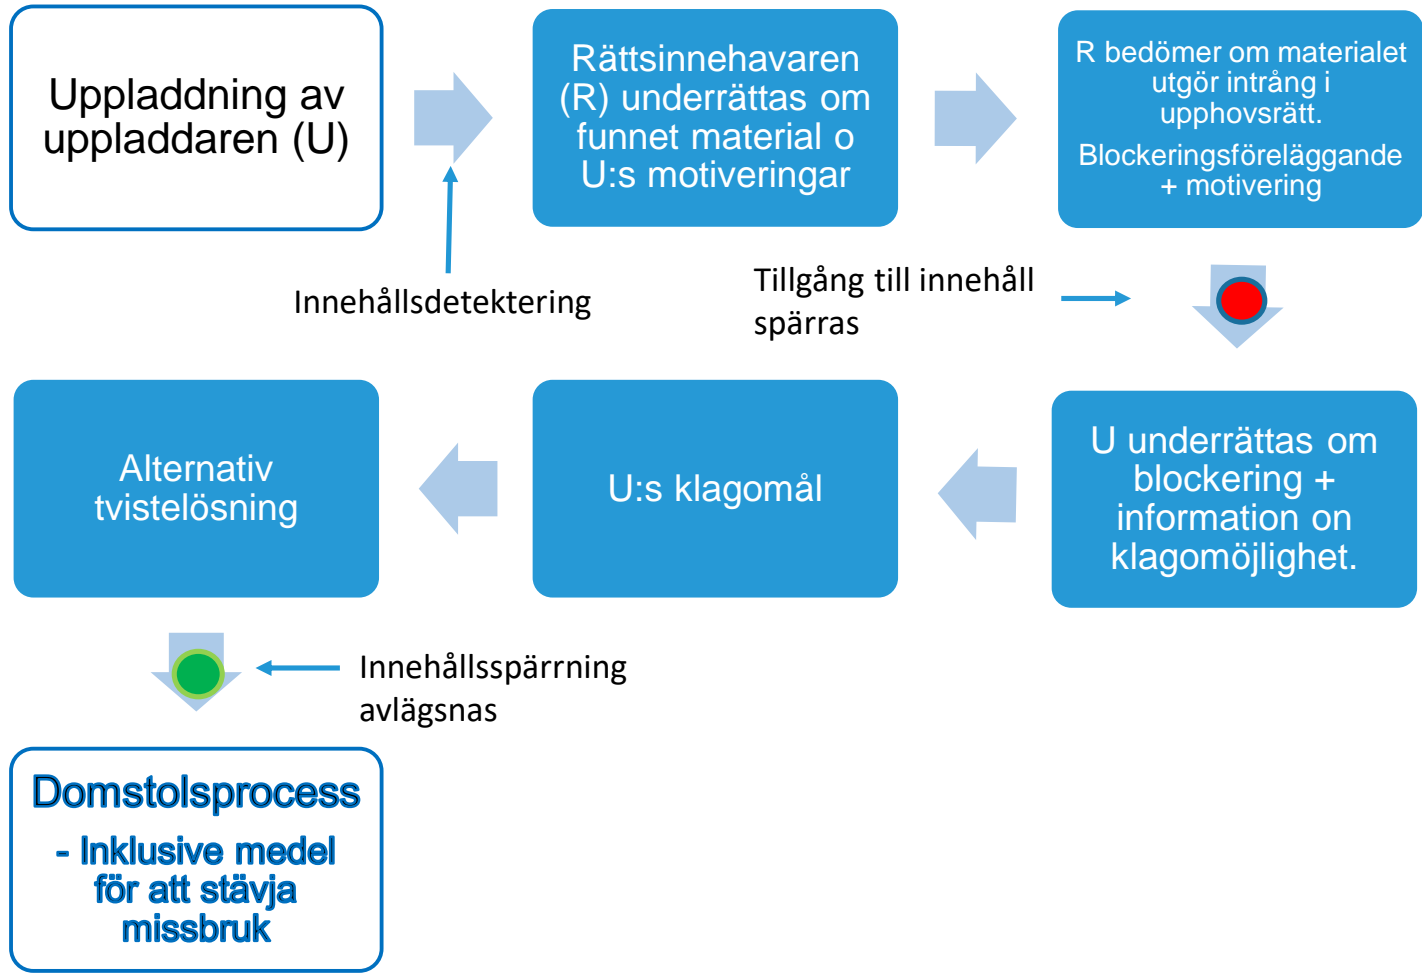 Uppladdning av
uppladdaren (U)
Rättsinnehavaren
(R) underrättas om
funnet material o
U:s motiveringar
R bedömer om materialet
utgör intrång i
upphovsrätt.
Blockeringsföreläggande
+ motivering
Innehållsdetektering
Tillgång till innehåll
spärras
Alternativ
tvistelösning
U:s klagomål
U underrättas om
blockering +
information on
klagomöjlighet.
Innehållsspärrning
avlägsnas
Domstolsprocess
- Inklusive medel
för att stävja
missbruk